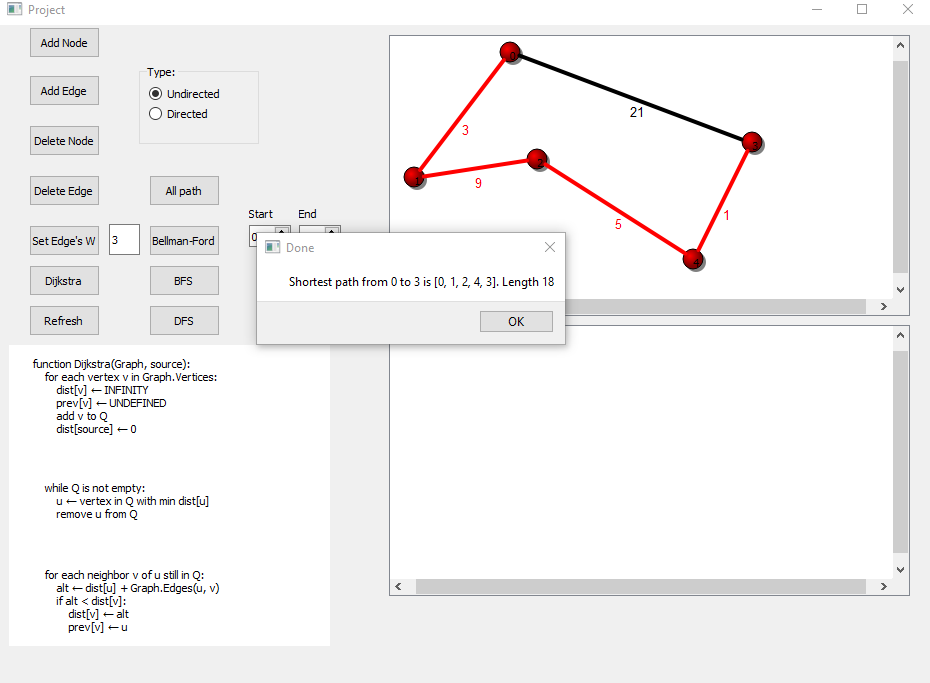 Project
Add Node
Add Edge
Type:
Undirected
Directed
Delete Node
Delete Edge
All path
Start
End
Set Edge's W
3
Bellman-Ford
0
Dijkstra
BFS
Refresh
DFS
0
21
3
3
1
9
2
5
1
4
Done
Shortest path from 0 to 3 is [0, 1, 2, 4, 3]. Length 18
OK
function Dijkstra(Graph, source):
for each vertex v in Graph.Vertices:
dist[v] ← INFINITY
prev[v] ← UNDEFINED
add v to Q
dist[source] ← 0
while Q is not empty:
u ← vertex in Q with min dist[u]
remove u from Q
for each neighbor v of u still in Q:
alt ← dist[u] + Graph.Edges(u, v)
if alt < dist[v]:
dist[v] ← alt
prev[v] ← u